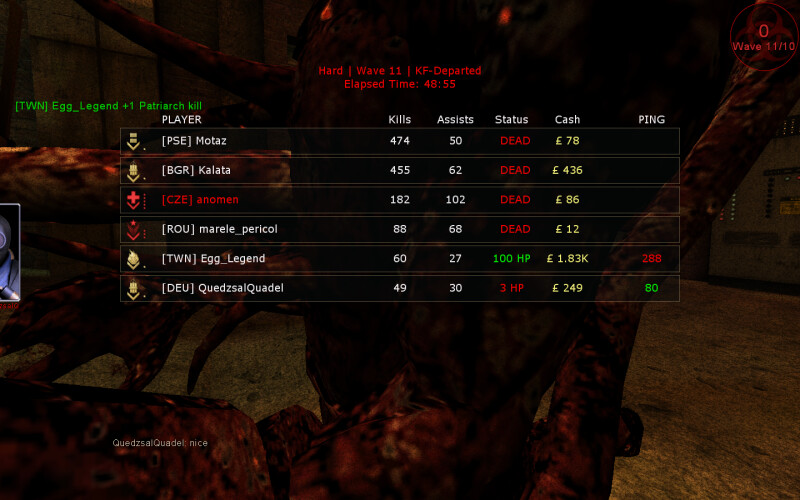 0
Wave 11/10
Hard | Wave 11 | KF-Departed
Elapsed Time: 48:55
[TWN] Egg_Legend +1 Patriarch kill
PLAYER Kills Assists Status Cash PING
[PSE] Motaz 474 50 DEAD £ 78
[BGR] Kalata 455 62 DEAD £ 436
[CZE] anomen 182 102 DEAD £ 86
[ROU] marele_pericol 88 68 DEAD £ 12
[TWN] Egg_Legend 60 27 100 HP £ 1.83K 288
[DEU] QuedzsalQuadel 49 30 3 HP £ 249 80
QuedzsalQuadel: nice